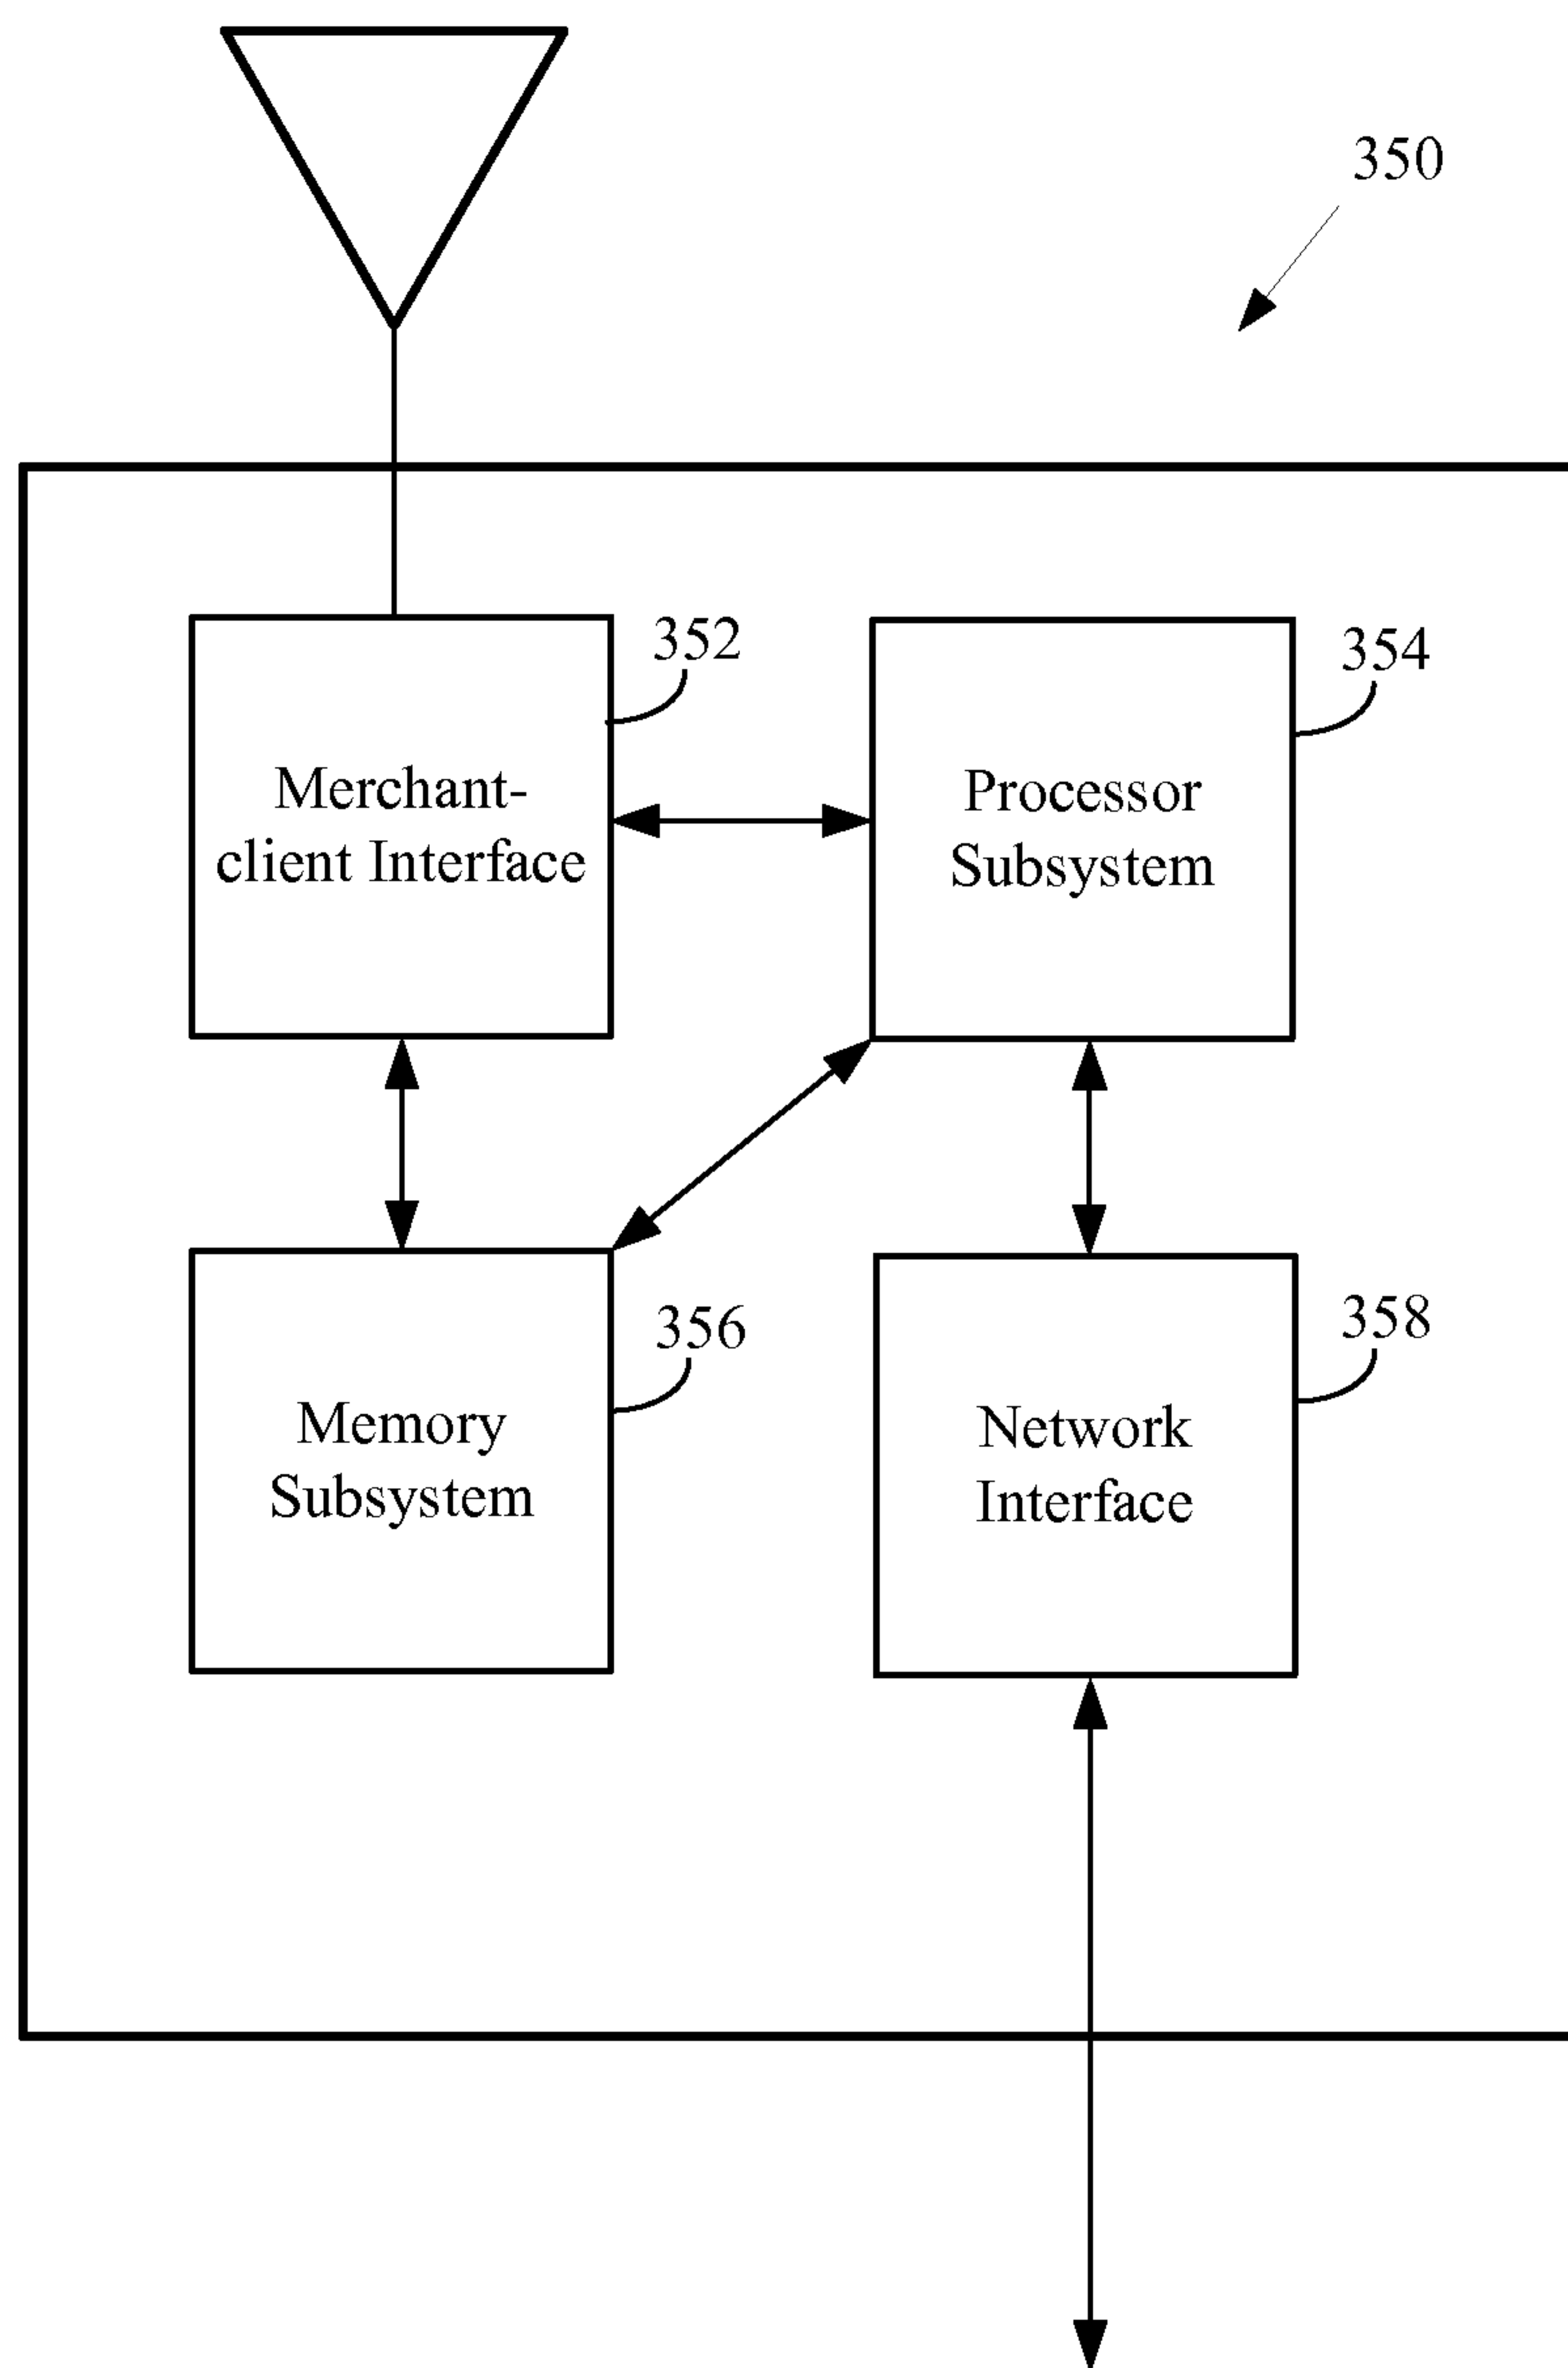 350
352
354
Merchant-
client Interface
Processor
Subsystem
356
358
Memory
Subsystem
Network
Interface